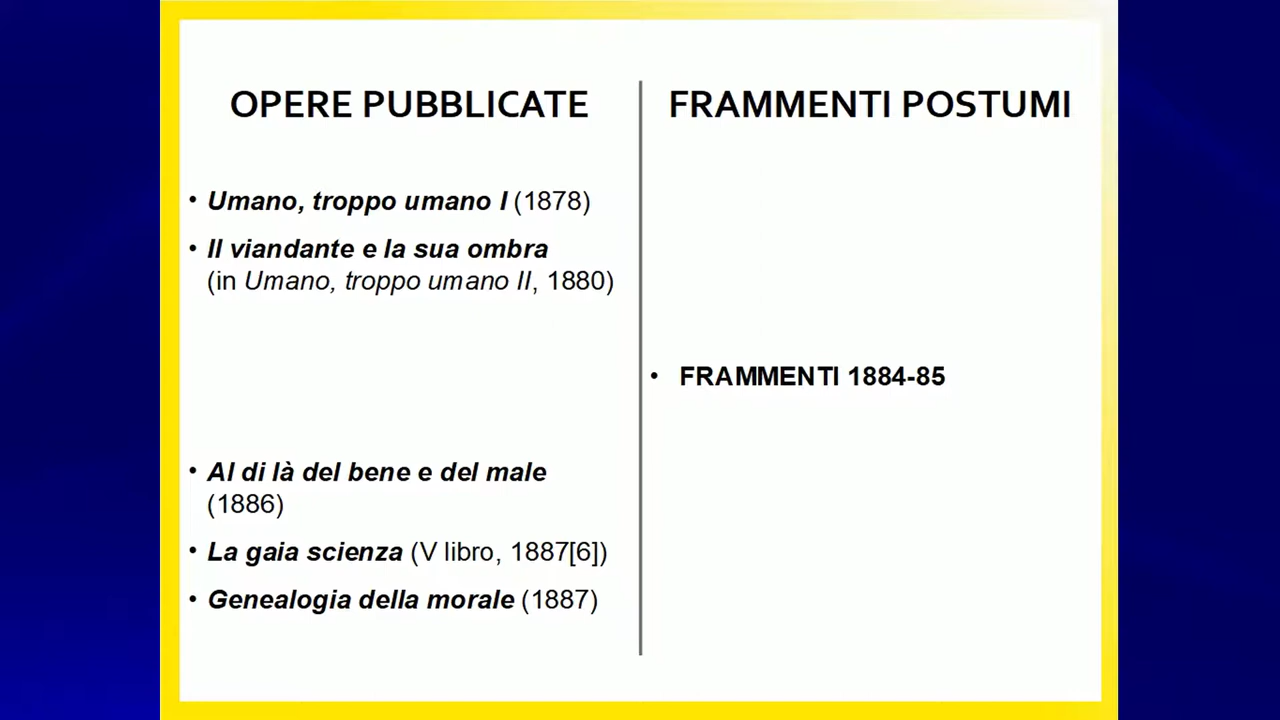 OPERE PUBBLICATE
• Umano, troppo umano I (1878)
• Il viandante e la sua ombra
(in Umano, troppo umano II, 1880)
• Al di là del bene e del male
(1886)
• La gaia scienza (V libro, 1887[6])
• Genealogia della morale (1887)
FRAMMENTI POSTUMI
• FRAMMENTI 1884-85